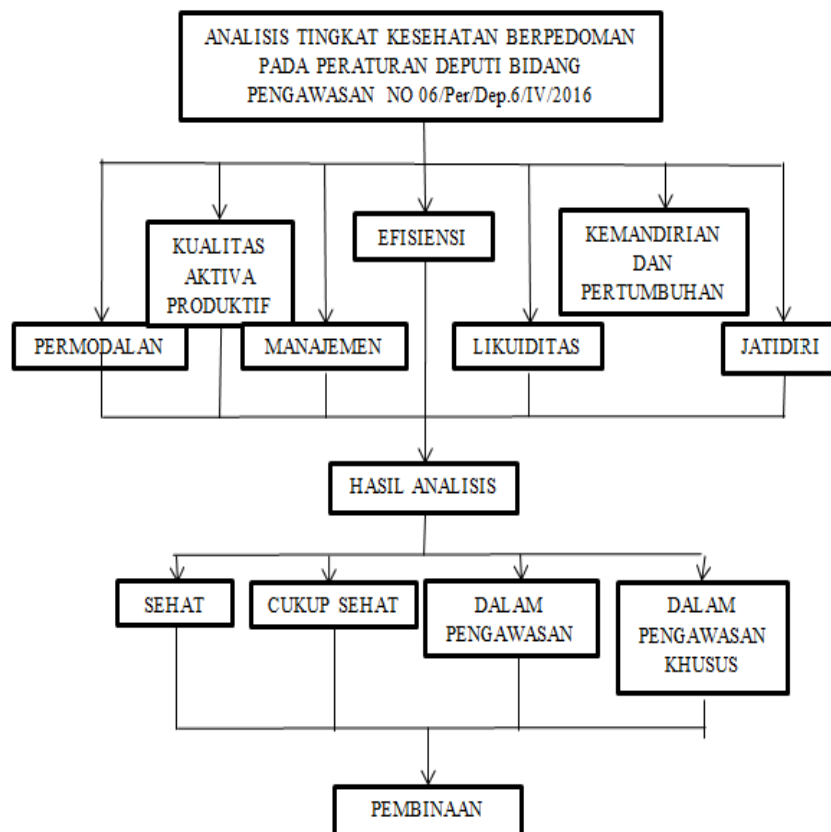 ANALISIS TINGKAT KESEHATAN BERPEDOMAN
PADA PERATURAN DEPUTI BIDANG
PENGAWASAN NO 06/Per/Dep.6/IV/2016
KUALITAS
AKTIVA
PRODUKTIF
EFISIENSI
KEMANDIRIAN
DAN
PERTUMBUHAN
PERMODALAN
MANAJEMEN
LIKUIDITAS
JATIDIRI
HASIL ANALISIS
SEHAT
CUKUP SEHAT
DALAM
PENGAWASAN
DALAM
PENGAWASAN
KHUSUS
PEMBINAAN